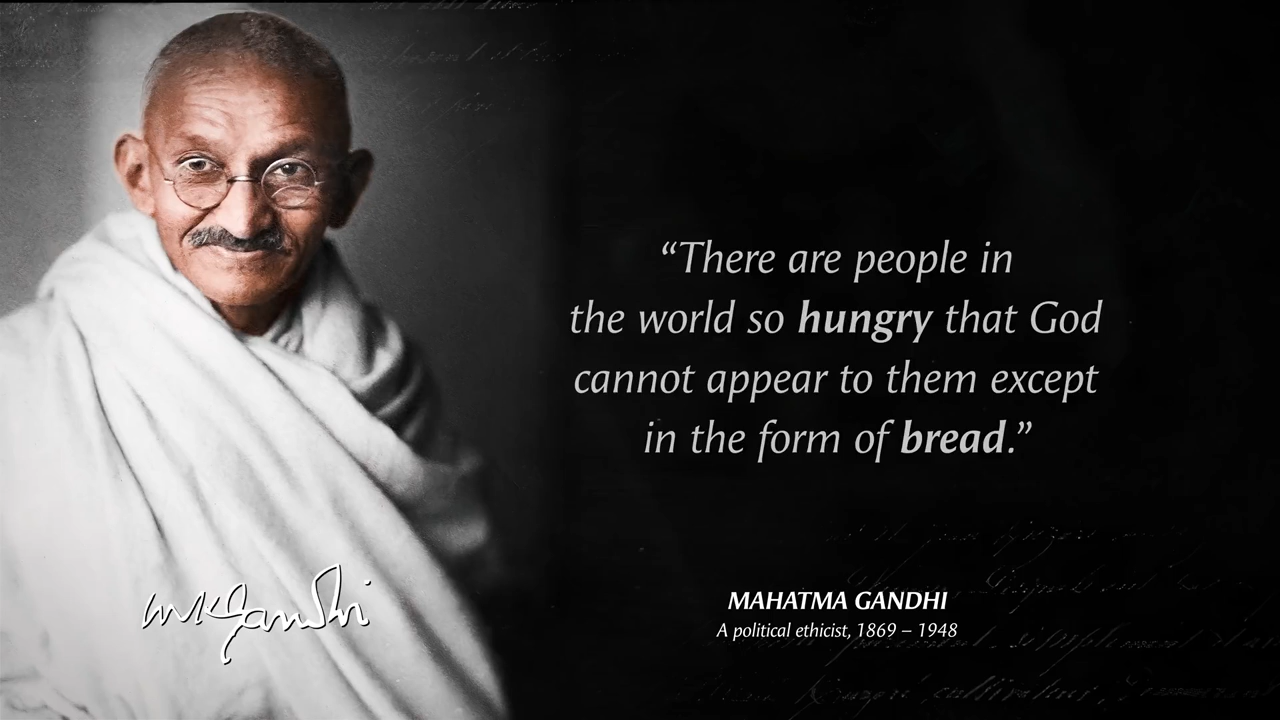 “There are people in
the world so hungry that God
cannot appear to them except
in the form of bread.”
MKGandhi
MAHATMA GANDHI
A political ethicist, 1869 – 1948